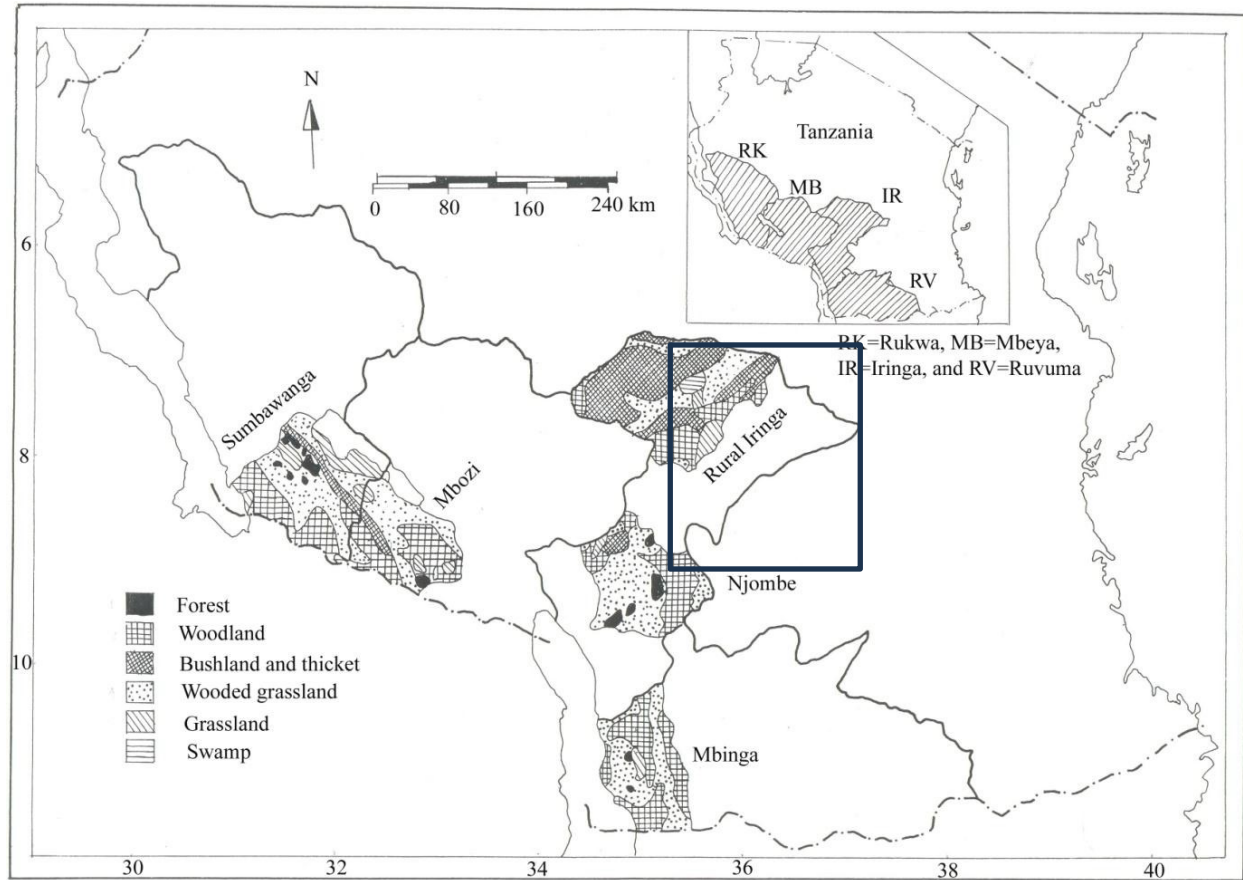 N
0 80 160 240 km
Tanzania
RK
MB
IR
RV
RK=Rukwa, MB=Mbeya,
IR=Iringa, and RV=Ruvuma
6
8
10
Sumbawanga
Mbozi
Rural Iringa
Njombe
Mbinga
Forest
Woodland
Bushland and thicket
Wooded grassland
Grassland
Swamp
30 32 34 36 38 40